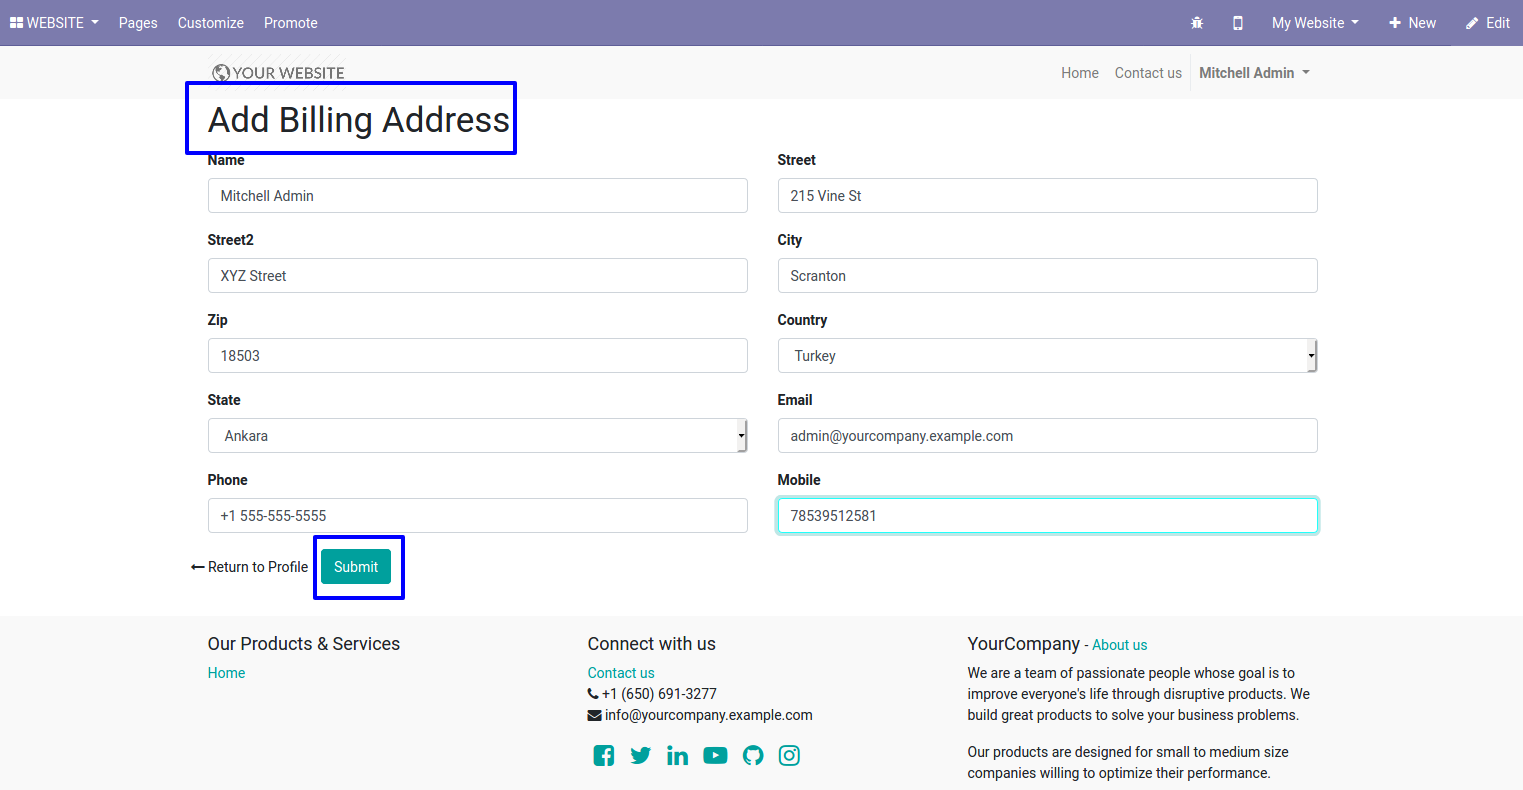 WEBSITE Pages Customize Promote My Website New Edit
YOUR WEBSITE Home Contact us Mitchell Admin
Add Billing Address
Name Street
Mitchell Admin 215 Vine St
Street2 City
XYZ Street Scranton
Zip Country
18503 Turkey
State Email
Ankara admin@yourcompany.example.com
Phone Mobile
+1 555-555-5555 78539512581
Return to Profile Submit
Our Products & Services
Home
Connect with us
Contact us
+1 (650) 691-3277
info@yourcompany.example.com
YourCompany - About us
We are a team of passionate people whose goal is to
improve everyone's life through disruptive products. We
build great products to solve your business problems.
Our products are designed for small to medium size
companies willing to optimize their performance.